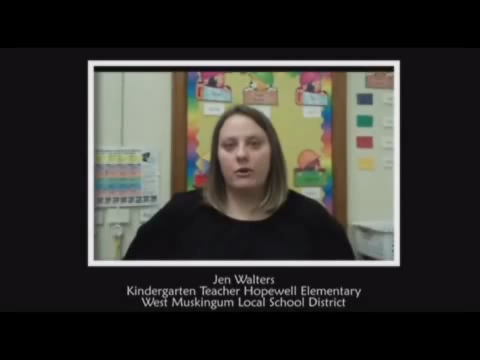 Jen Walters
Kindergarten Teacher Hopewell Elementary
West Muskingum Local School District